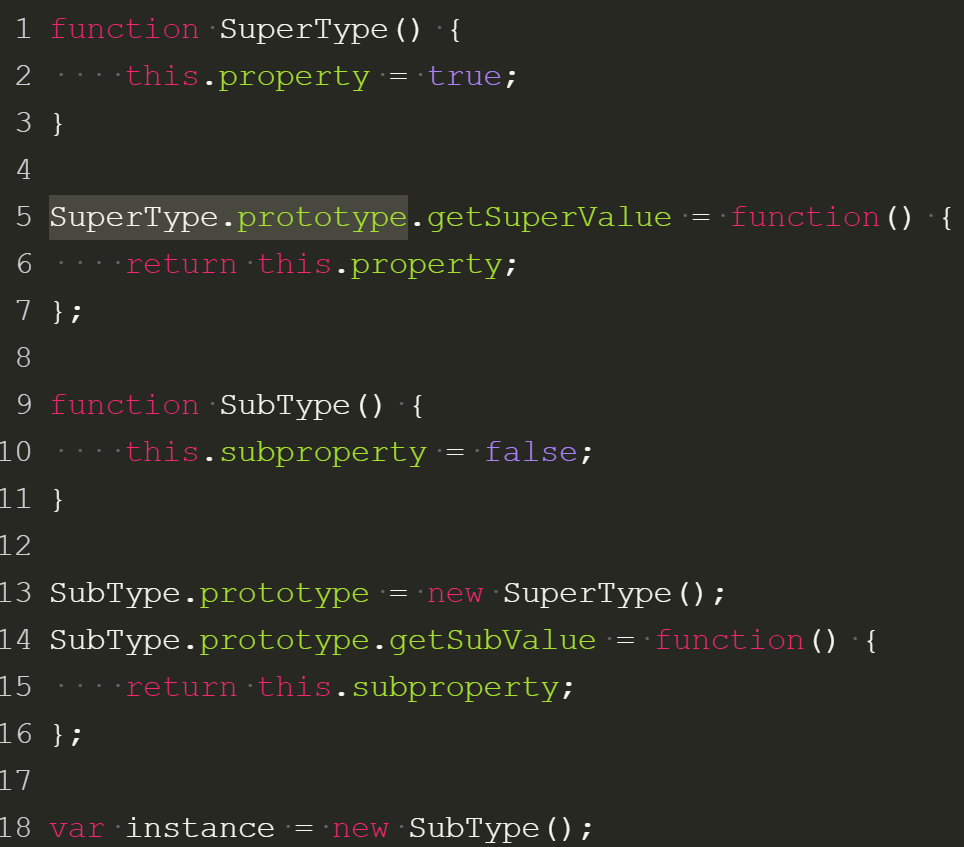 1 function SuperType() {
2     this.property = true;
3 }
4
5 SuperType.prototype.getSuperValue = function() {
6     return this.property;
7 };
8
9 function SubType() {
10     this.subproperty = false;
11 }
12
13 SubType.prototype = new SuperType();
14 SubType.prototype.getSubValue = function() {
15     return this.subproperty;
16 };
17
18 var instance = new SubType();